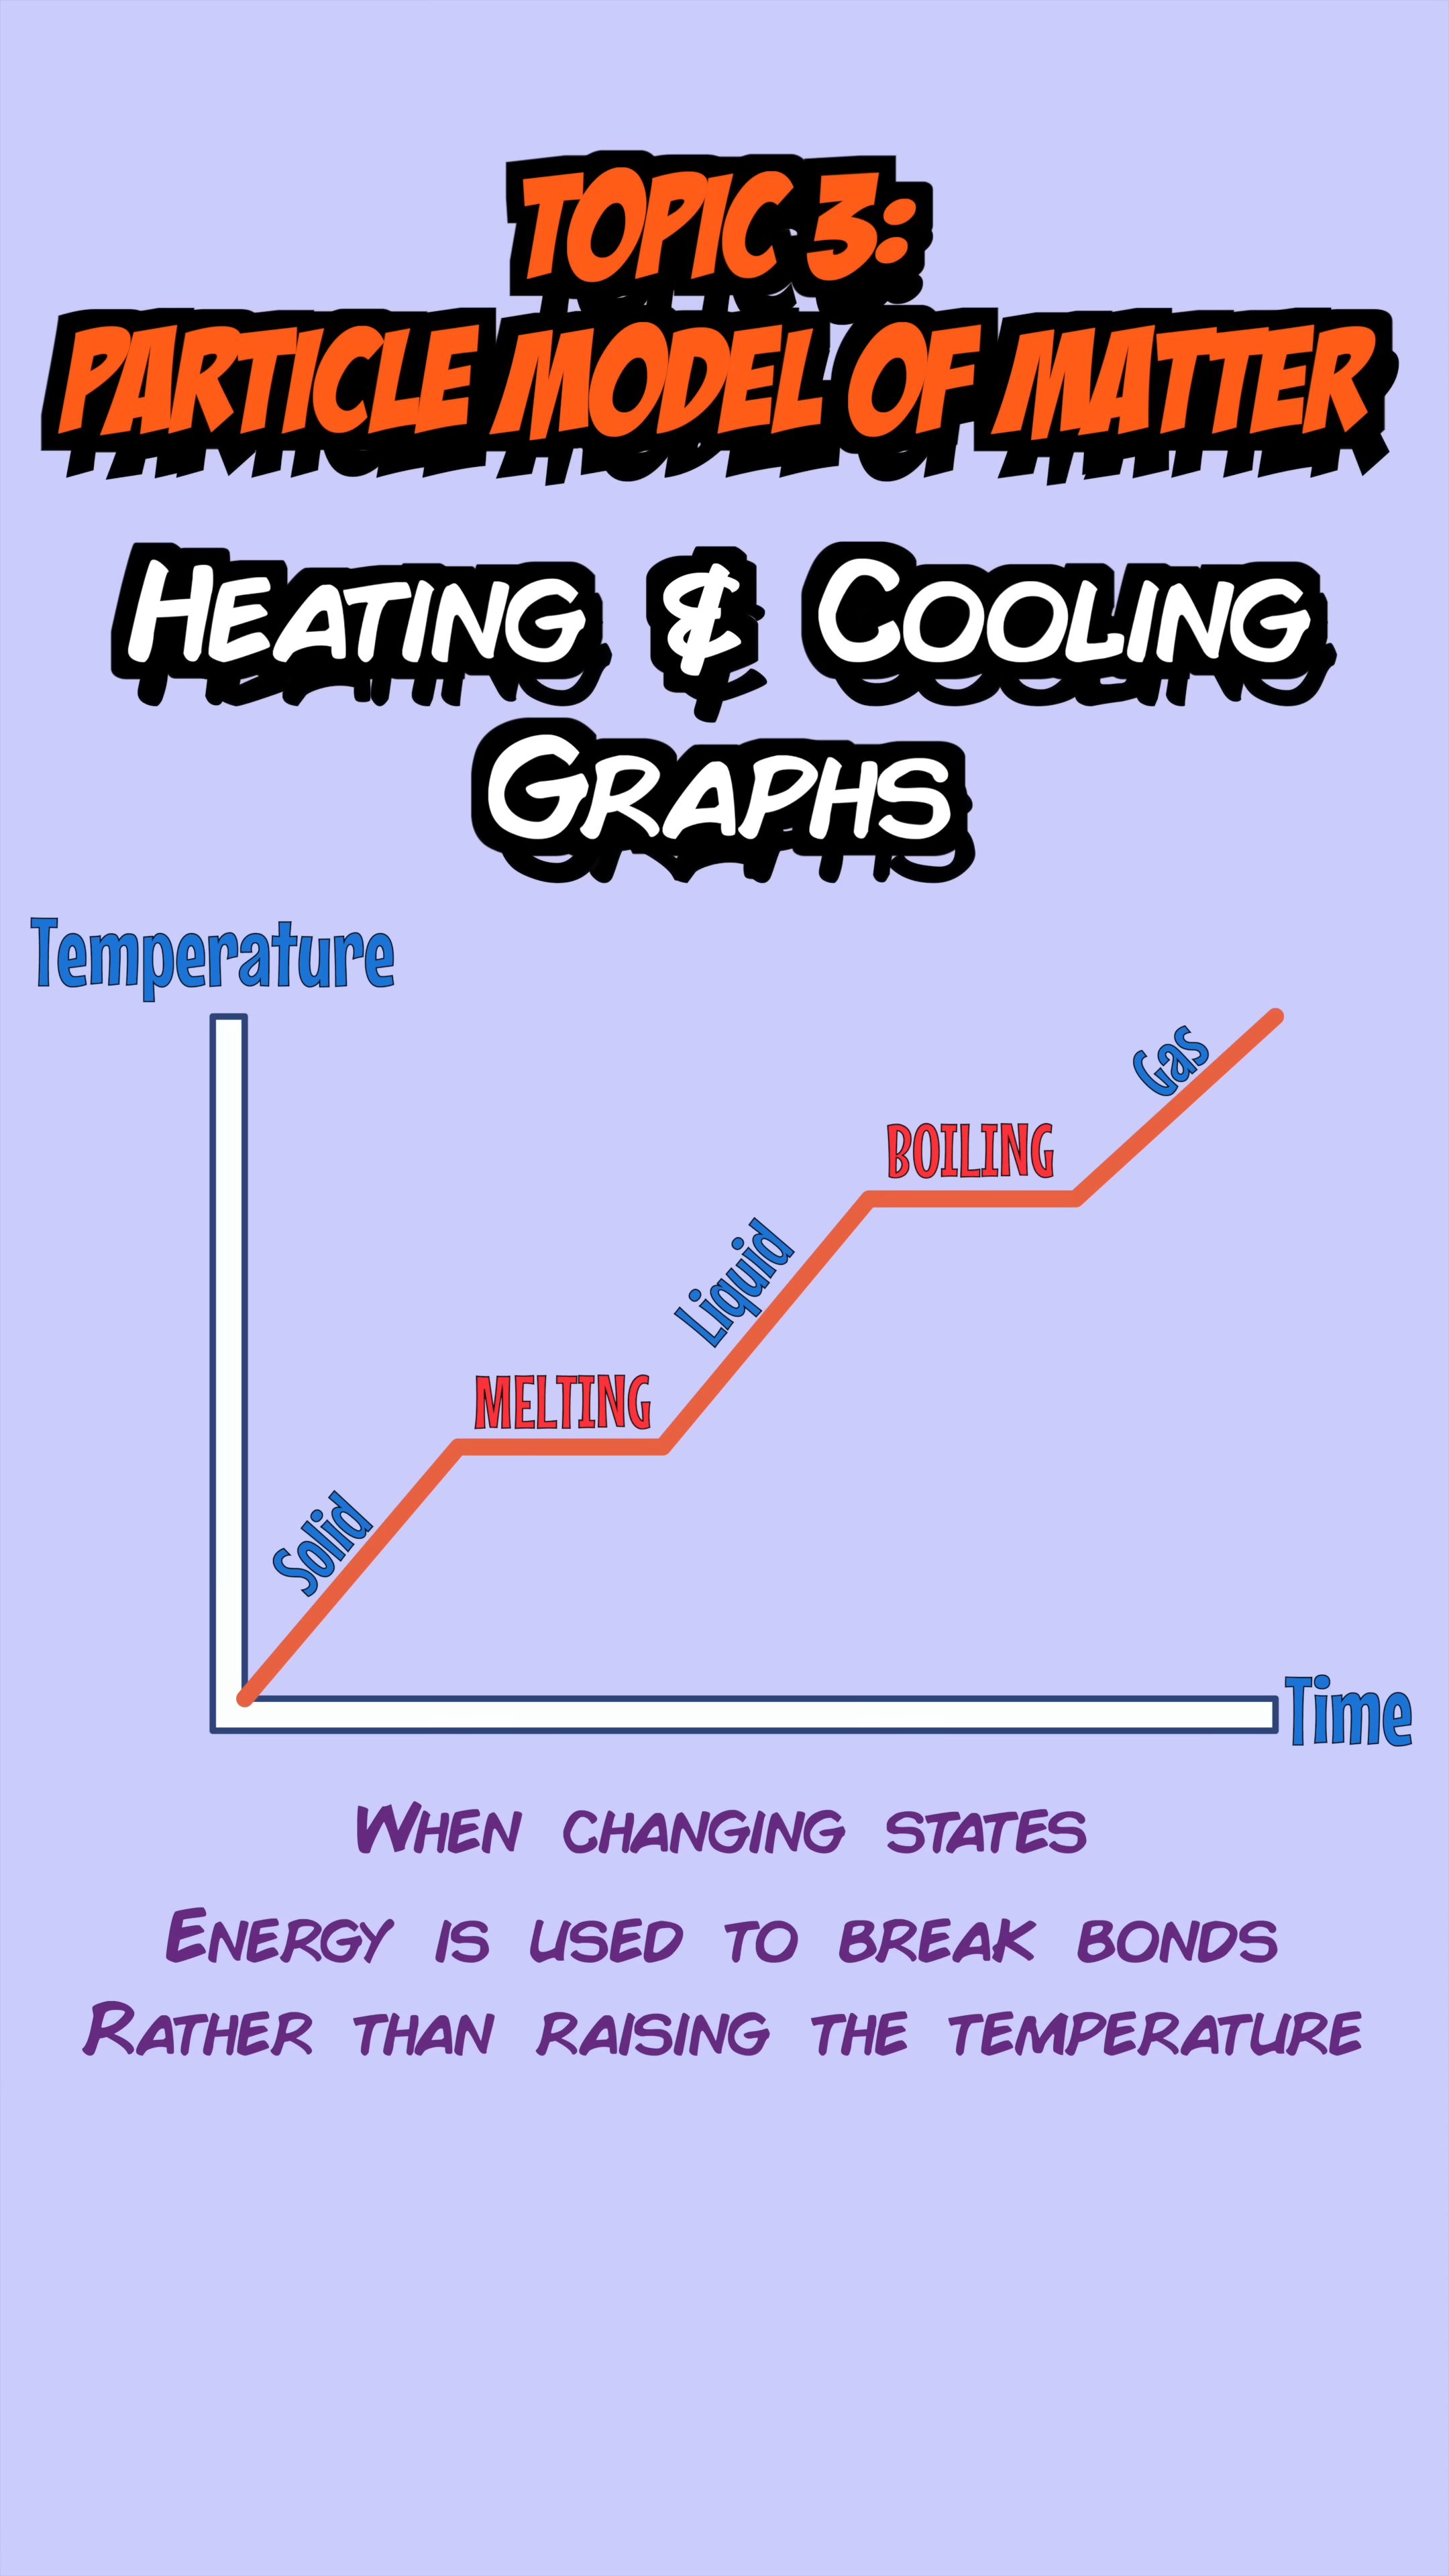 TOPIC 3:
PARTICLE MODEL OF MATTER
HEATING & COOLING
GRAPHS
Temperature
Gas
BOILING
Liquid
MELTING
Solid
Time
WHEN CHANGING STATES
ENERGY IS USED TO BREAK BONDS
RATHER THAN RAISING THE TEMPERATURE